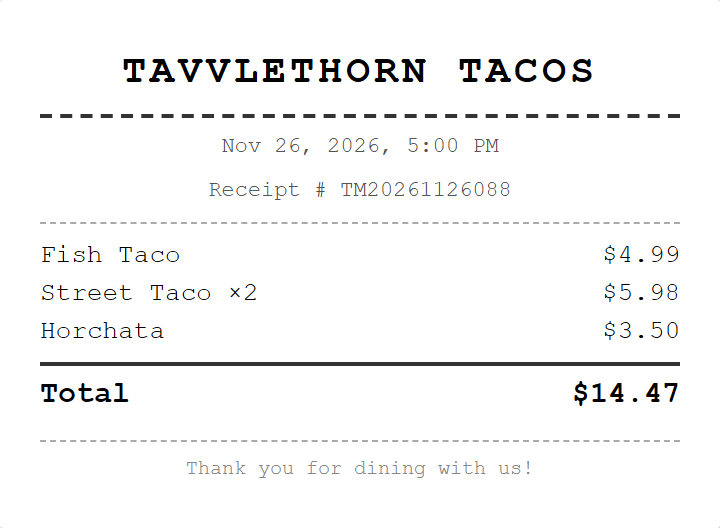 TAVVLETHORN TACOS
Nov 26, 2026, 5:00 PM
Receipt # TM20261126088
Fish Taco $4.99
Street Taco ×2 $5.98
Horchata $3.50
Total $14.47
Thank you for dining with us!